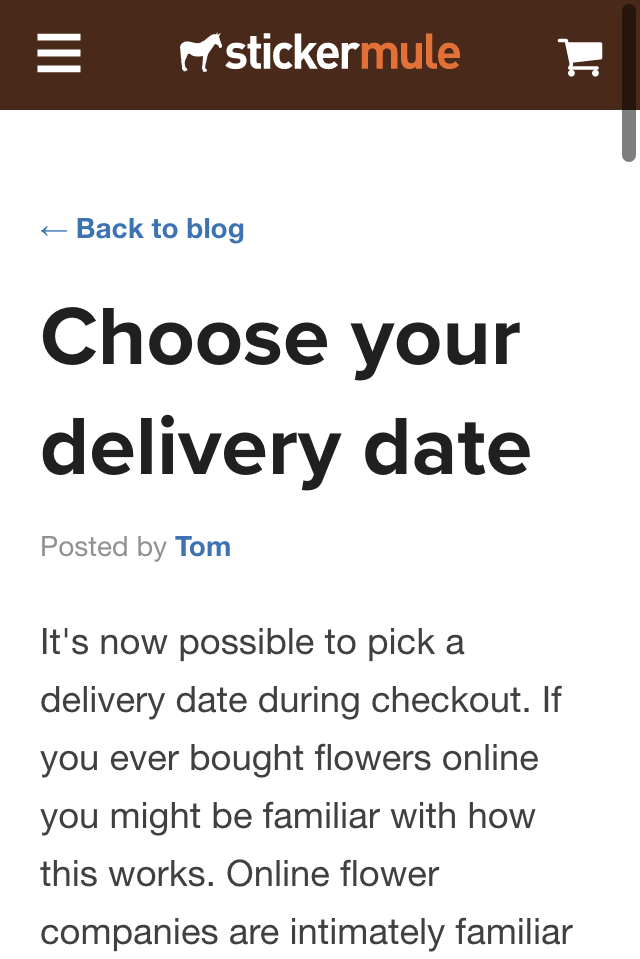 stickermule
← Back to blog
Choose your
delivery date
Posted by Tom
It's now possible to pick a
delivery date during checkout. If
you ever bought flowers online
you might be familiar with how
this works. Online flower
companies are intimately familiar